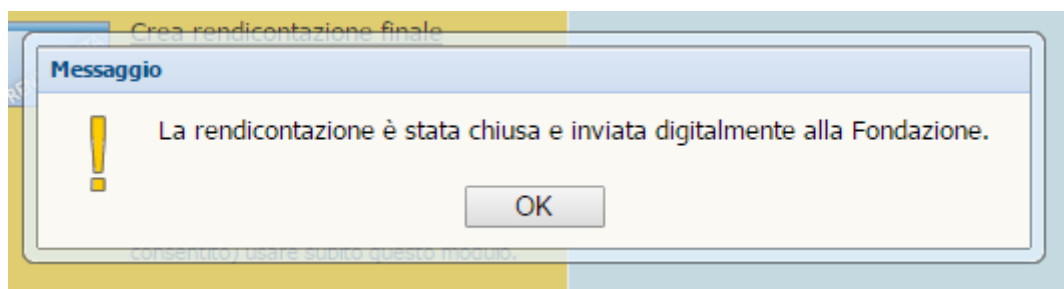 Crea rendicontazione finale
Messaggio
La rendicontazione è stata chiusa e inviata digitalmente alla Fondazione.
OK
consentito) usare subito questo modulo.